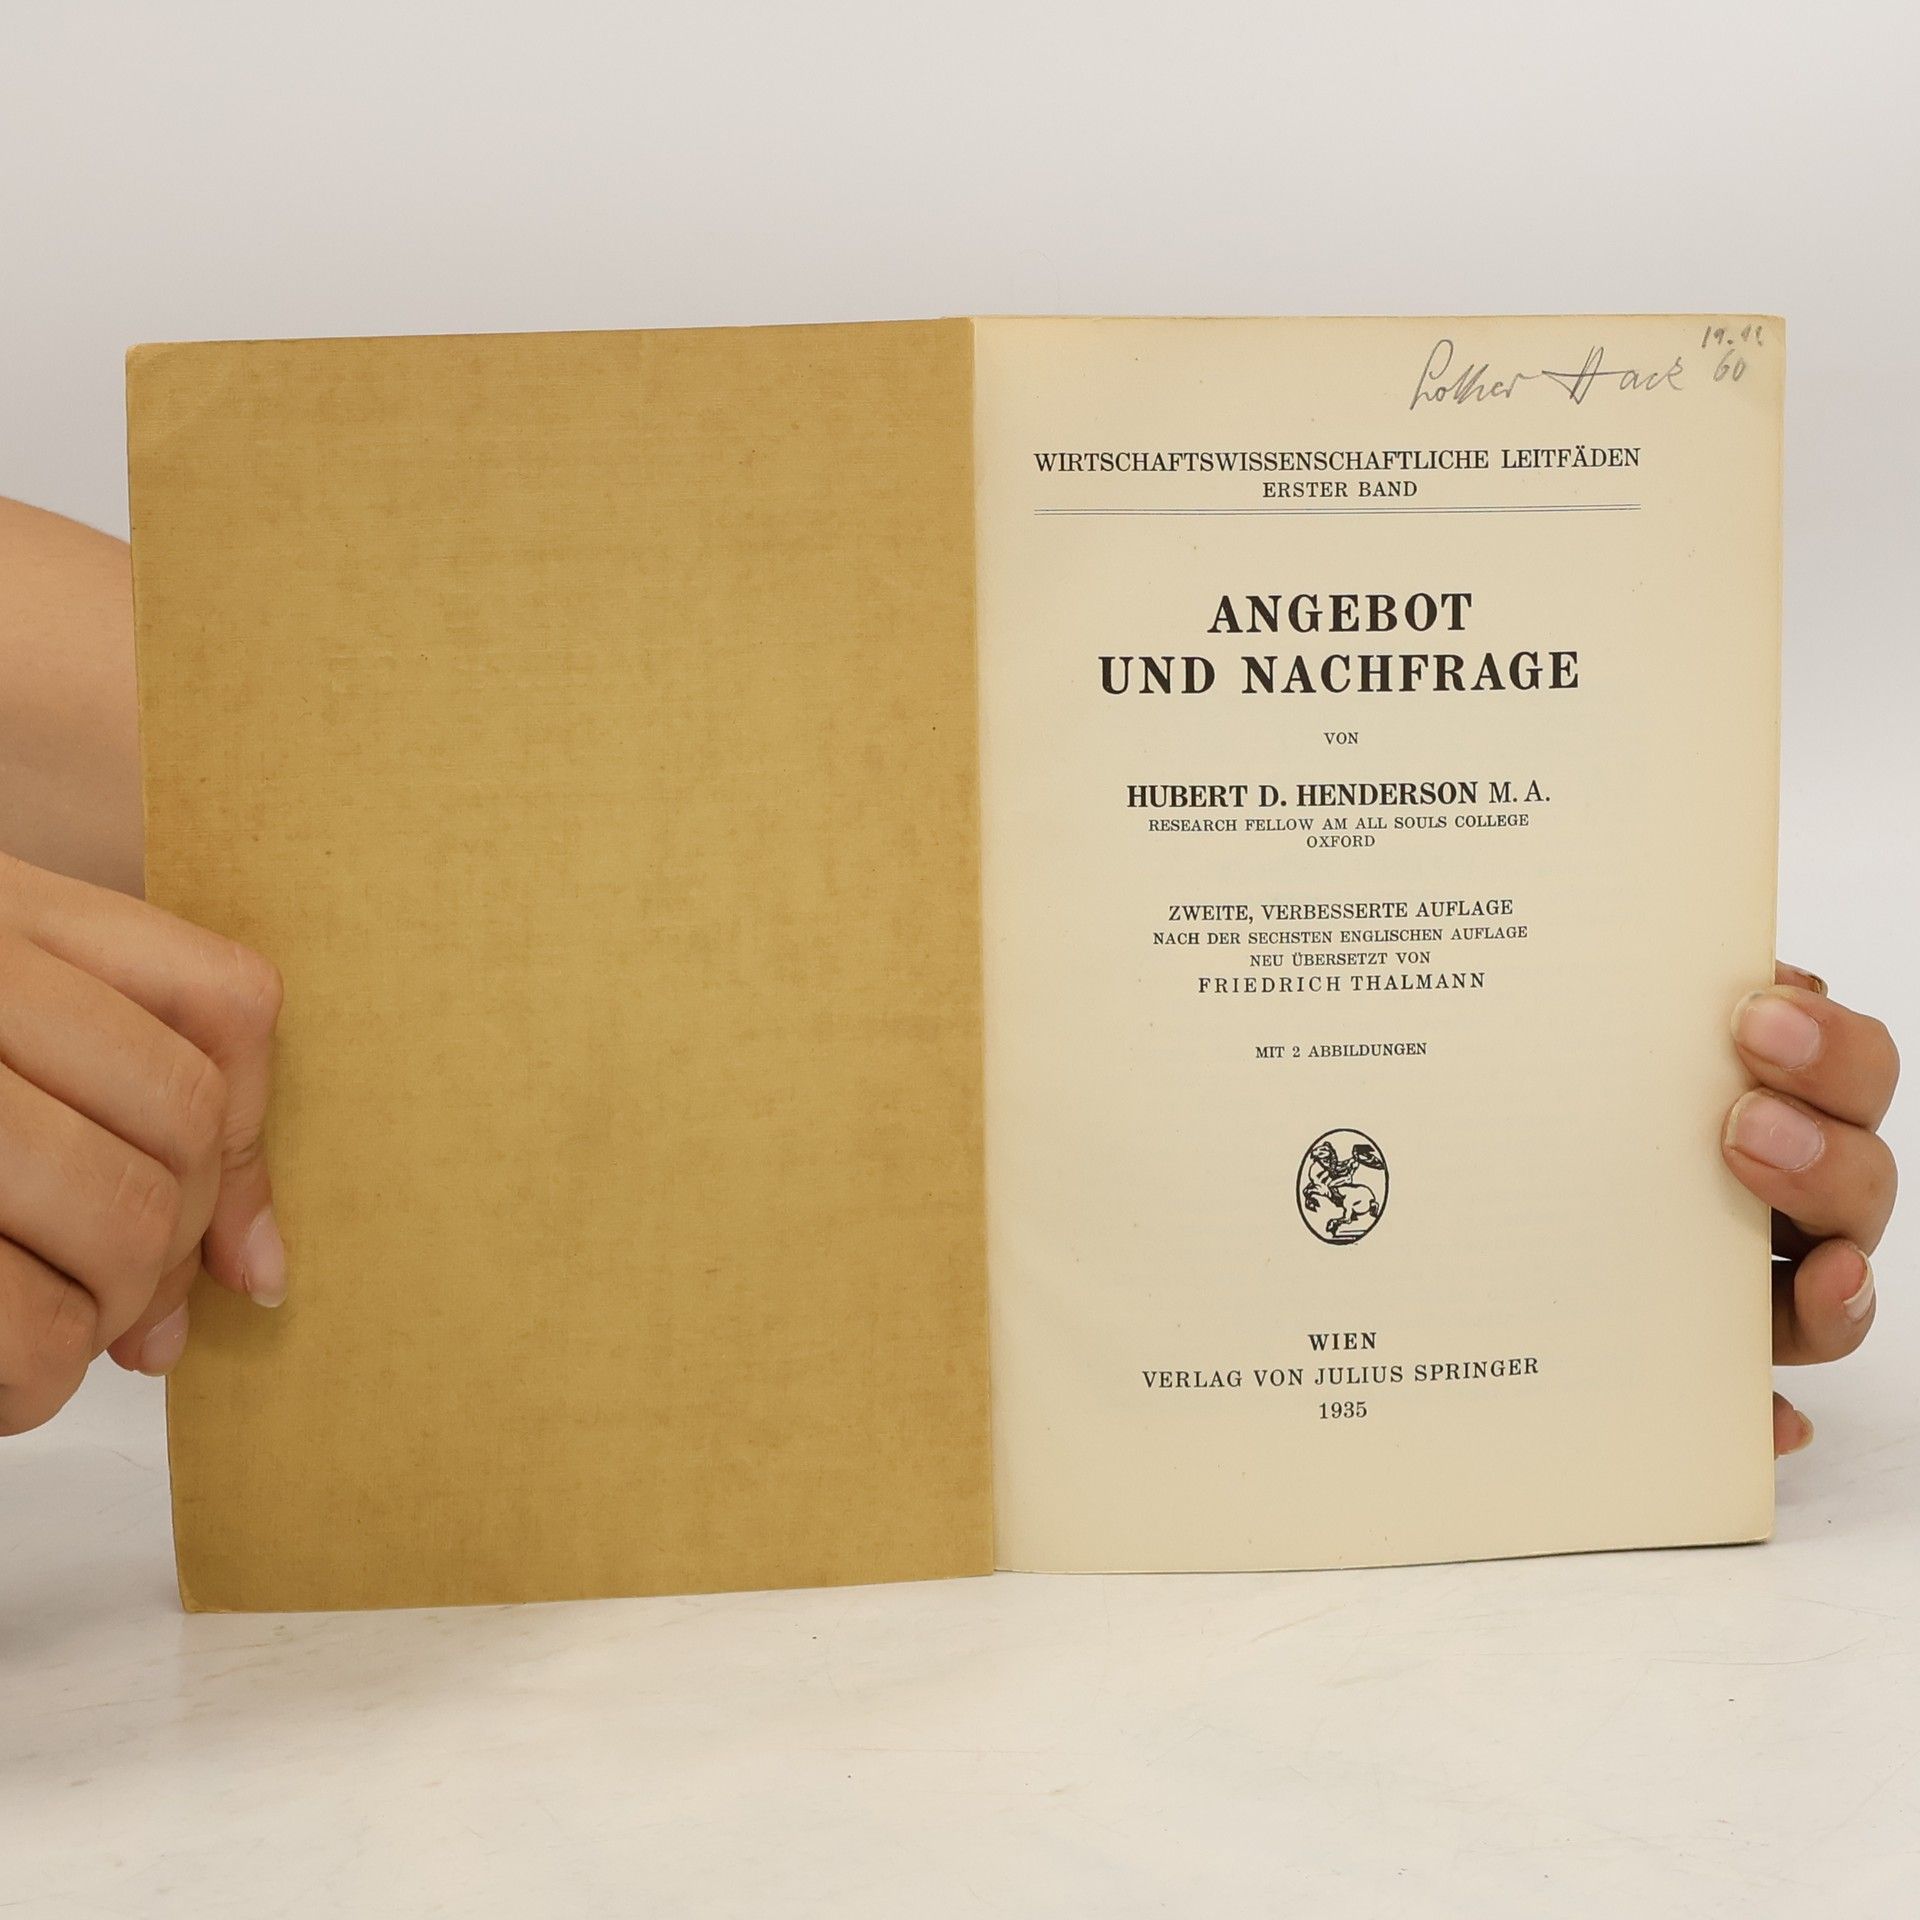 Lothar Hack
60
WIRTSCHAFTSWISSENSCHAFTLICHE LEITFÄDEN
ERSTER BAND
ANGEBOT
UND NACHFRAGE
VON
HUBERT D. HENDERSON M. A.
RESEARCH FELLOW AM ALL SOULS COLLEGE
OXFORD
ZWEITE, VERBESSERTE AUFLAGE
NACH DER SECHSTEN ENGLISCHEN AUFLAGE
NEU ÜBERSETZT VON
FRIEDRICH THALMANN
MIT 2 ABBILDUNGEN
WIEN
VERLAG VON JULIUS SPRINGER
1935